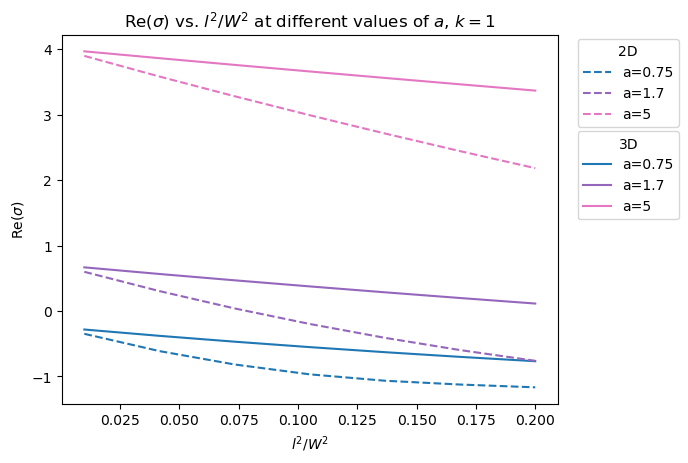 Re(σ) vs. l²/W² at different values of a, k = 1
4
3
2
1
0
−1
Re(σ)
0.025
0.050
0.075
0.100
0.125
0.150
0.175
0.200
l²/W²
2D
a=0.75
a=1.7
a=5
3D
a=0.75
a=1.7
a=5